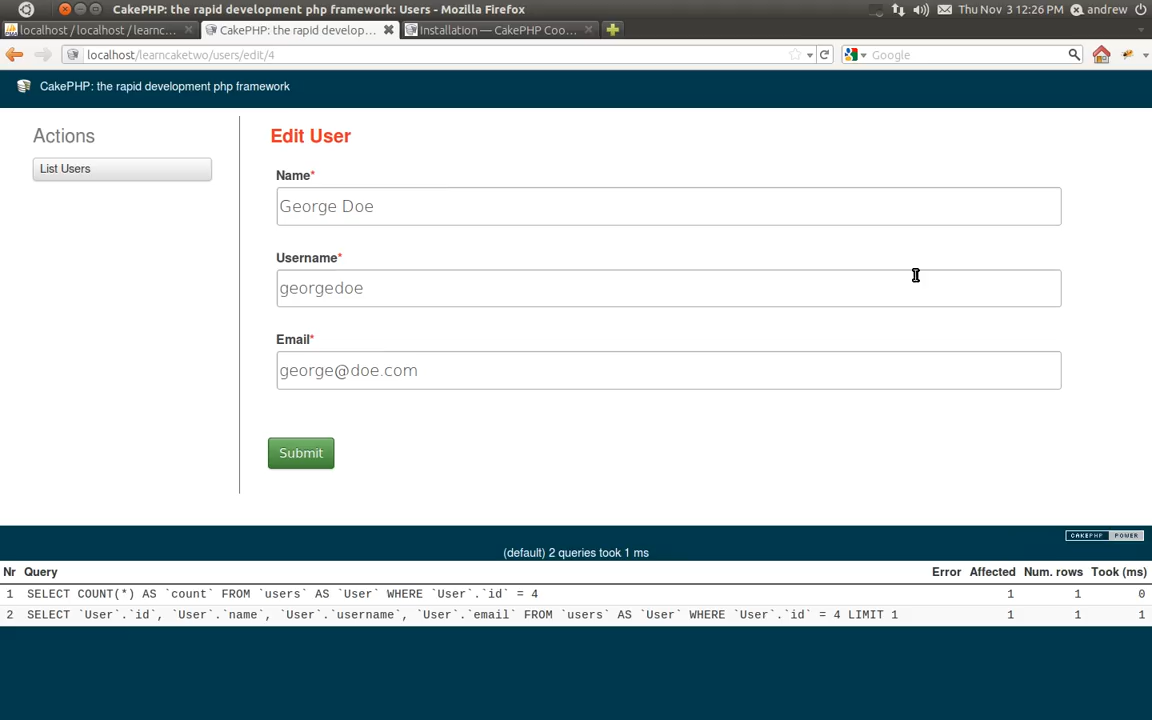 CakePHP: the rapid development php framework: Users - Mozilla Firefox
Thu Nov 3 12:26 PM andrew
localhost / localhost / learnc...
CakePHP: the rapid develop...
Installation — CakePHP Coo...
localhost/learncaketwo/users/edit/4
Google
CakePHP: the rapid development php framework
Actions
List Users
Edit User
Name*
George Doe
Username*
georgedoe
Email*
george@doe.com
Submit
CAKEPHP POWER
(default) 2 queries took 1 ms
Nr Query Error Affected Num. rows Took (ms)
1 SELECT COUNT(*) AS `count` FROM `users` AS `User` WHERE `User`.`id` = 4 1 1 0
2 SELECT `User`.`id`, `User`.`name`, `User`.`username`, `User`.`email` FROM `users` AS `User` WHERE `User`.`id` = 4 LIMIT 1 1 1 1